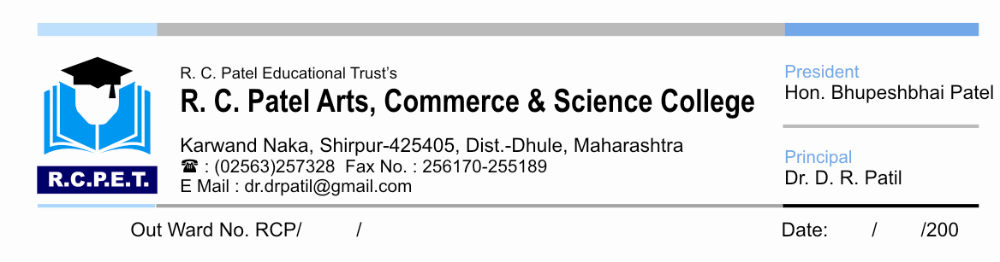 R. C. Patel Educational Trust's
R. C. Patel Arts, Commerce & Science College
Karwand Naka, Shirpur-425405, Dist.-Dhule, Maharashtra
☎ : (02563)257328 Fax No. : 256170-255189
E Mail : dr.drpatil@gmail.com
R.C.P.E.T.
President
Hon. Bhupeshbhai Patel
Principal
Dr. D. R. Patil
Out Ward No. RCP/ /
Date: / /200